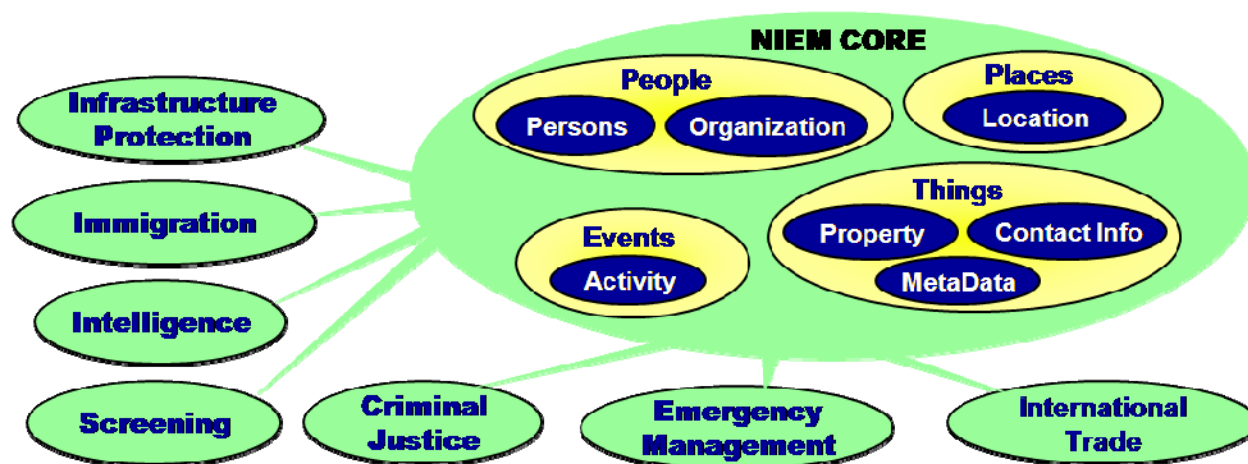 NIEM CORE
People
Persons
Organization
Places
Location
Things
Property
Contact Info
MetaData
Events
Activity
Infrastructure
Protection
Immigration
Intelligence
Screening
Criminal
Justice
Emergency
Management
International
Trade